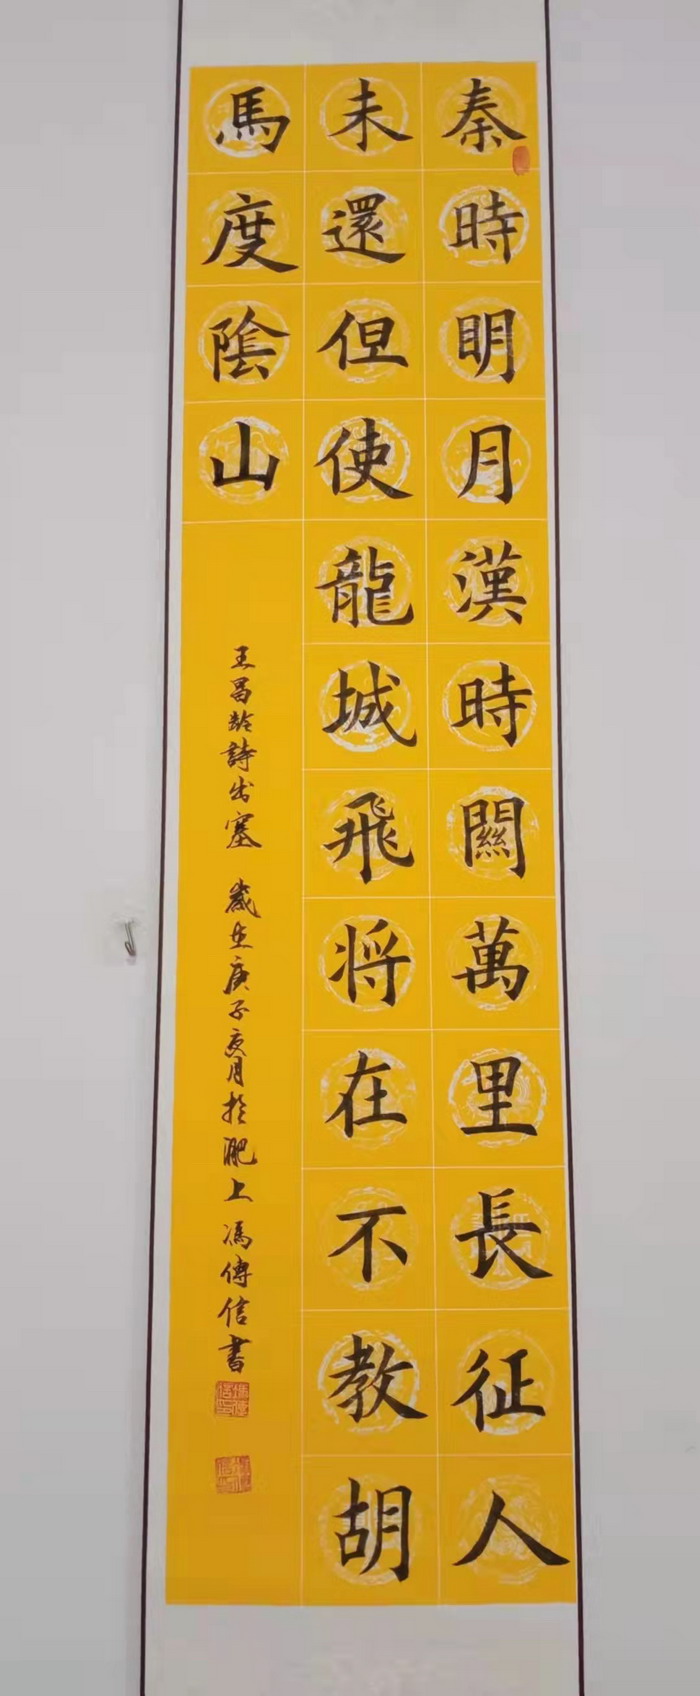 秦時明月漢時關萬里長征人
未還但使龍城飛将在不教胡
馬度陰山
王昌齡詩出塞 歲在庚子夜月於淝上馮傳信書